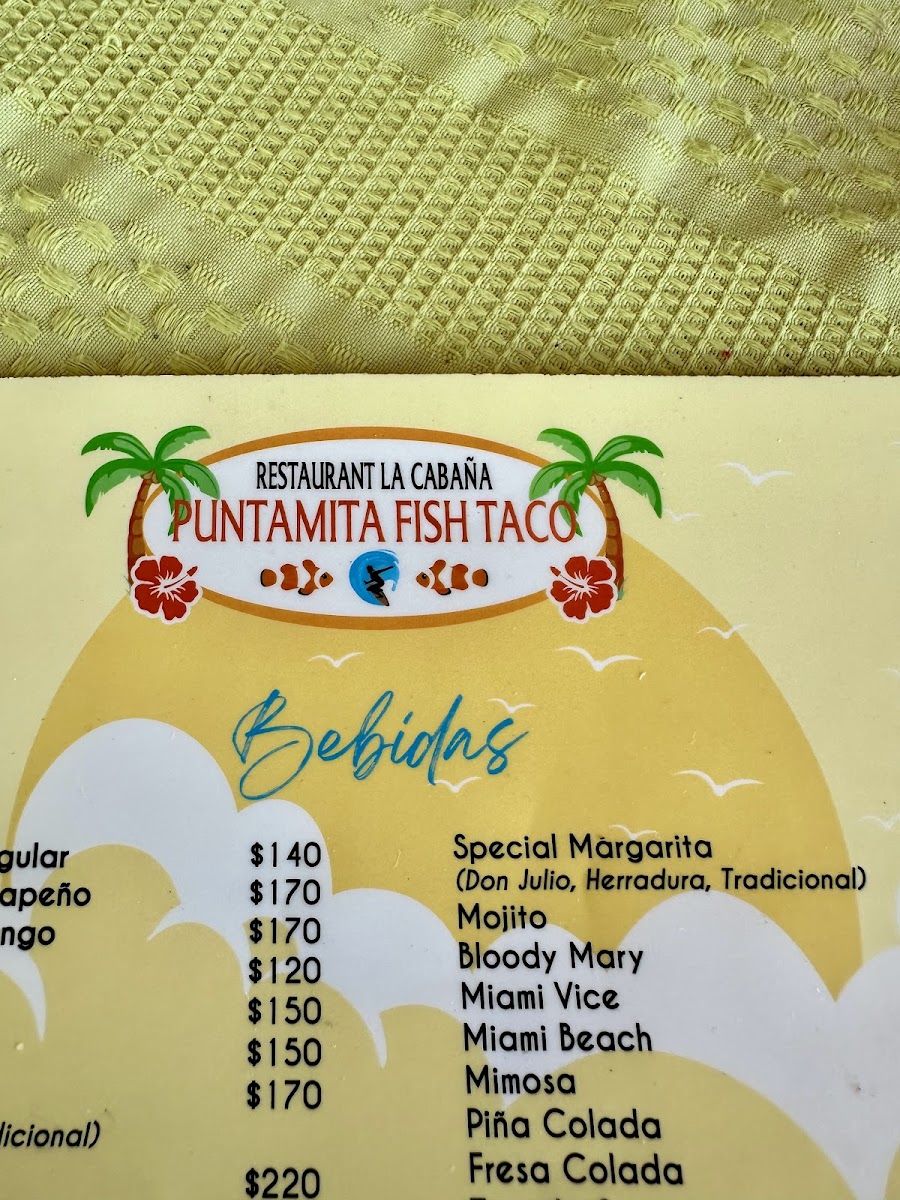 RESTAURANT LA CABAÑA
PUNTAMITA FISH TACO
Bebidas
gular $140
apeño $170
ngo $170
$120
$150
$150
$170
dicional)
$220
Special Margarita
(Don Julio, Herradura, Tradicional)
Mojito
Bloody Mary
Miami Vice
Miami Beach
Mimosa
Piña Colada
Fresa Colada